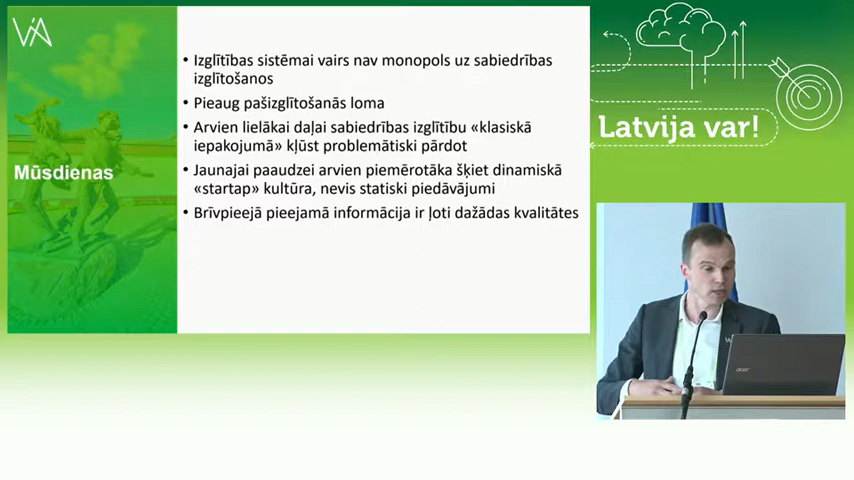 ViA
Mūsdienas
• Izglītības sistēmai vairs nav monopols uz sabiedrības
izglītošanos
• Pieaug pašizglītošanās loma
• Arvien lielākai daļai sabiedrības izglītību «klasiskā
iepakojumā» kļūst problemātiski pārdot
• Jaunajai paaudzei arvien piemērotāka šķiet dinamiskā
«startap» kultūra, nevis statiski piedāvājumi
• Brīvpieejā pieejamā informācija ir ļoti dažādas kvalitātes
Latvija var!
acer